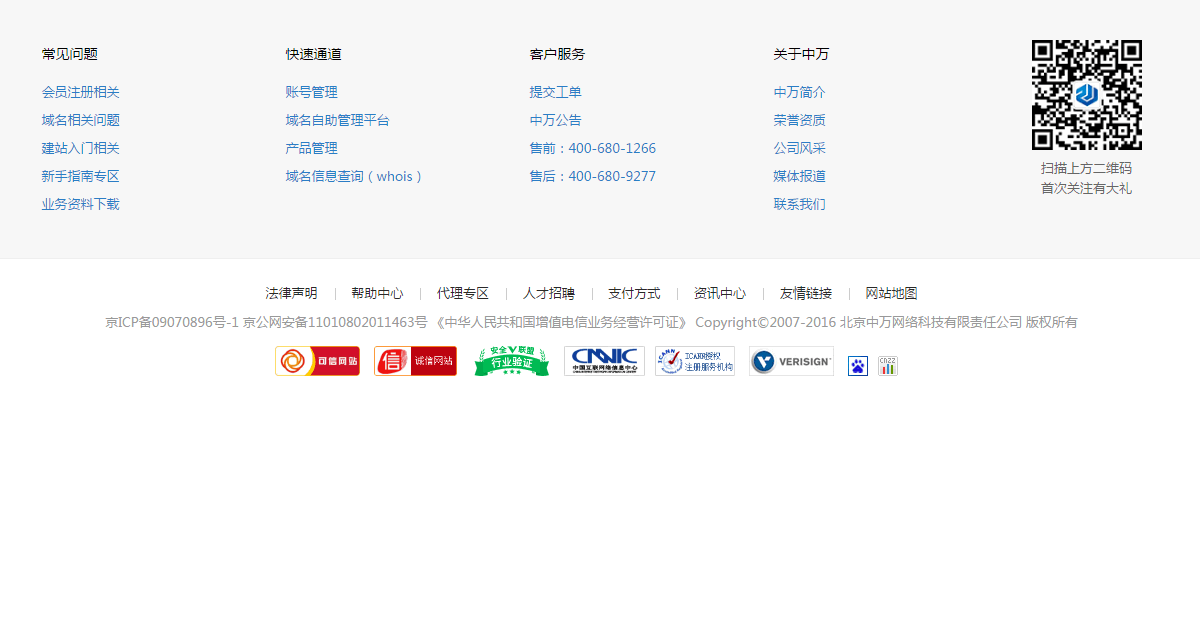 常见问题
会员注册相关
域名相关问题
建站入门相关
新手指南专区
业务资料下载
快速通道
账号管理
域名自助管理平台
产品管理
域名信息查询（whois）
客户服务
提交工单
中万公告
售前：400-680-1266
售后：400-680-9277
关于中万
中万简介
荣誉资质
公司风采
媒体报道
联系我们
扫描上方二维码
首次关注有大礼
法律声明 | 帮助中心 | 代理专区 | 人才招聘 | 支付方式 | 资讯中心 | 友情链接 | 网站地图
京ICP备09070896号-1 京公网安备11010802011463号 《中华人民共和国增值电信业务经营许可证》 Copyright©2007-2016 北京中万网络科技有限责任公司 版权所有
可信网站
信 诚信网站
安全V联盟
行业验证
CNNIC
中国互联网络信息中心
ICANN
ICANN授权
注册服务机构
VERISIGN
CNZZ